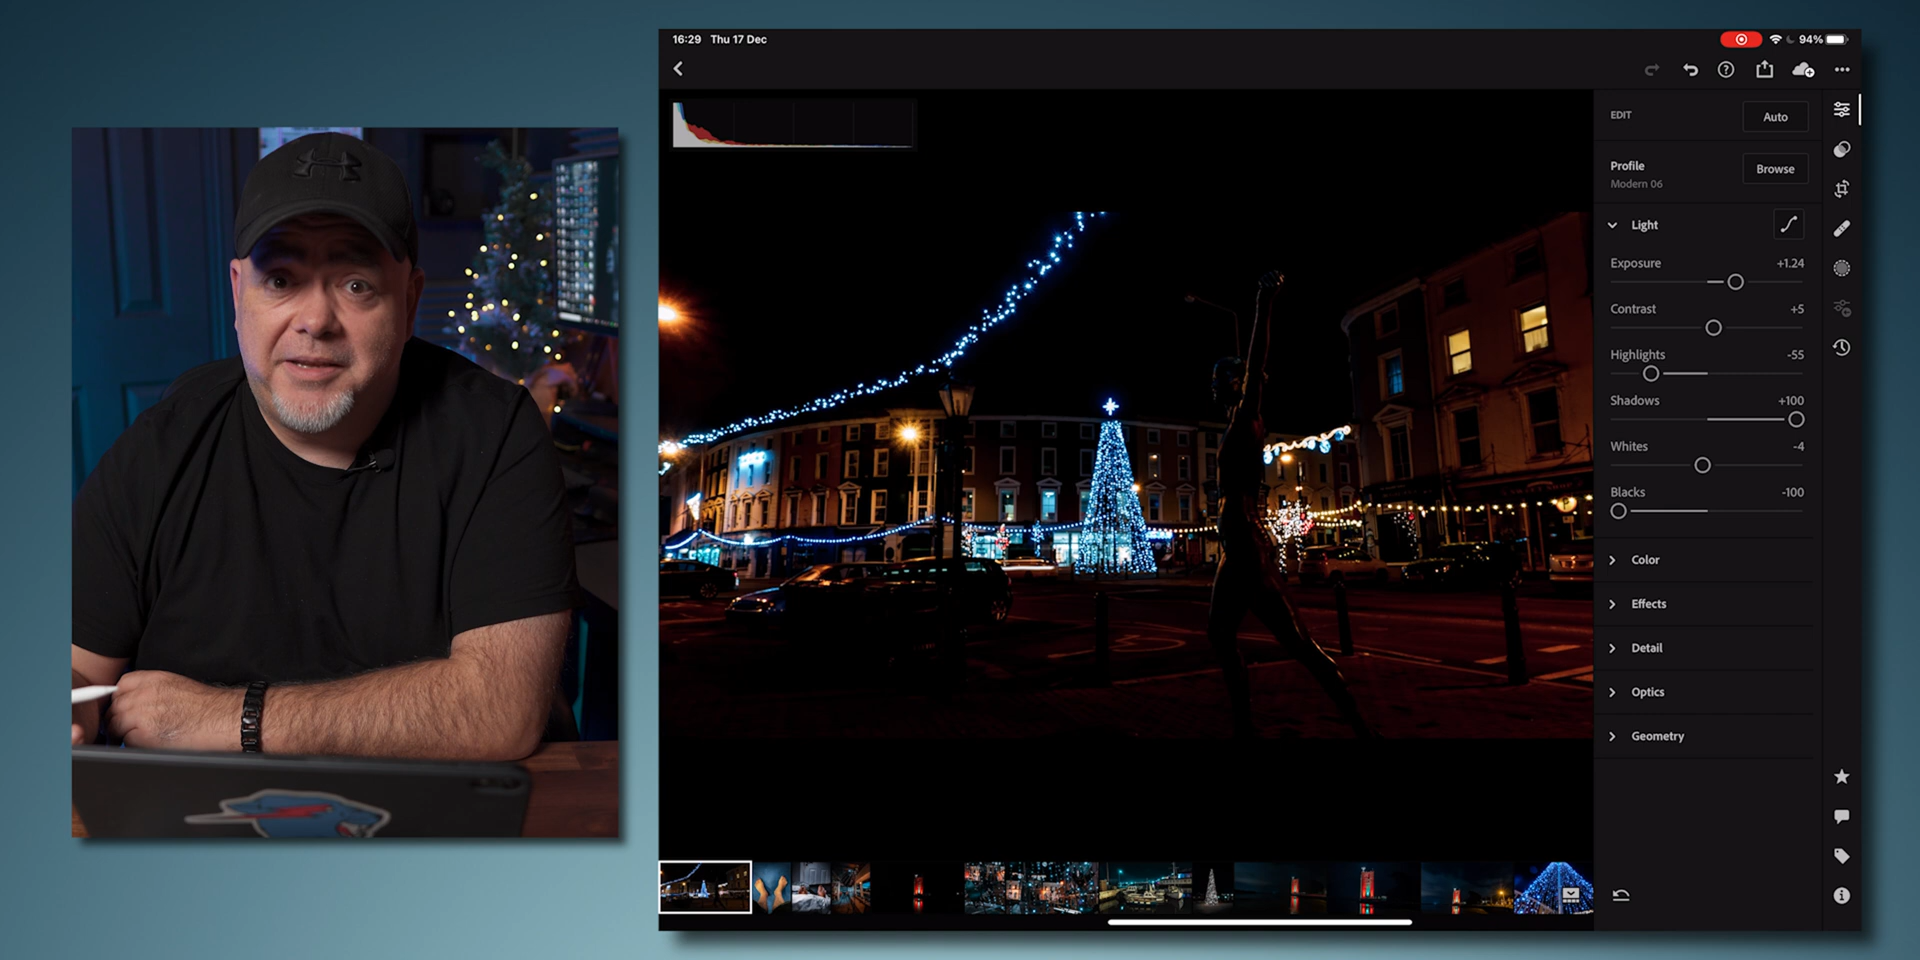 16:29 Thu 17 Dec
94%
EDIT
Auto
Profile
Modern 06
Browse
Light
Exposure
+1.24
Contrast
+5
Highlights
-55
Shadows
+100
Whites
-4
Blacks
-100
Color
Effects
Detail
Optics
Geometry